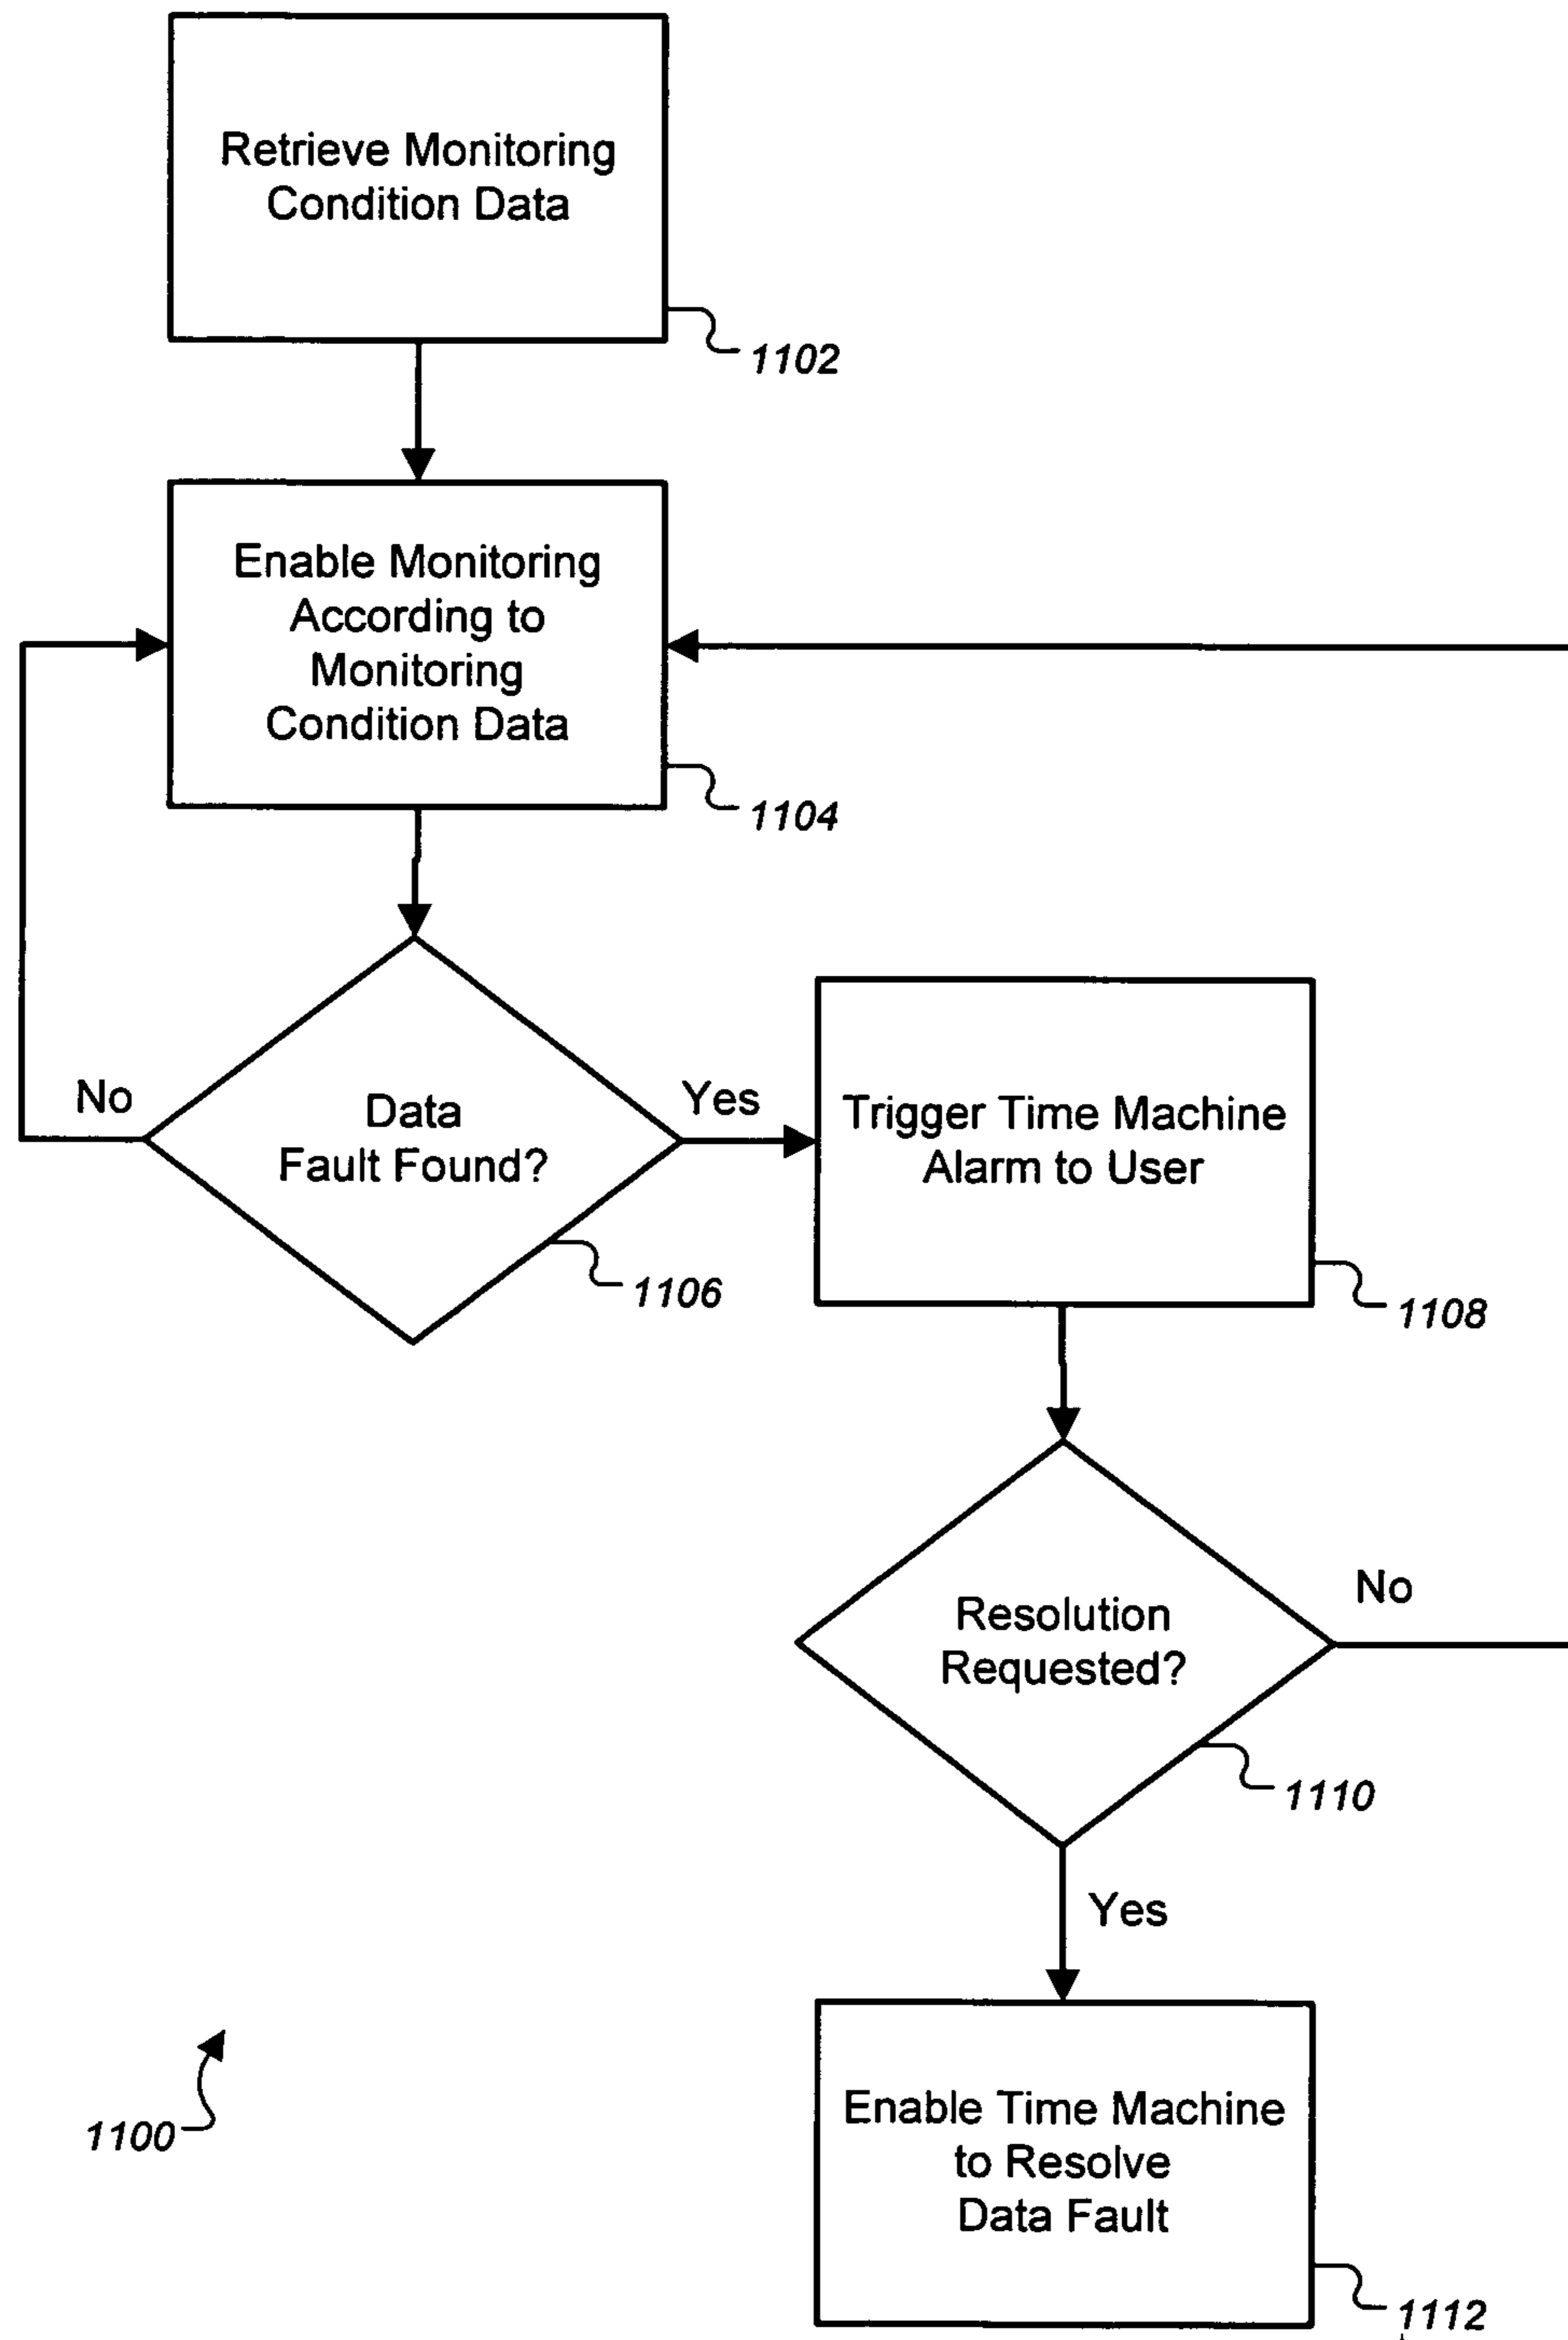 Retrieve Monitoring
Condition Data
1102
Enable Monitoring
According to
Monitoring
Condition Data
1104
No
Data
Fault Found?
Yes
1106
Trigger Time Machine
Alarm to User
1108
Resolution
Requested?
No
1110
Yes
Enable Time Machine
to Resolve
Data Fault
1112
1100